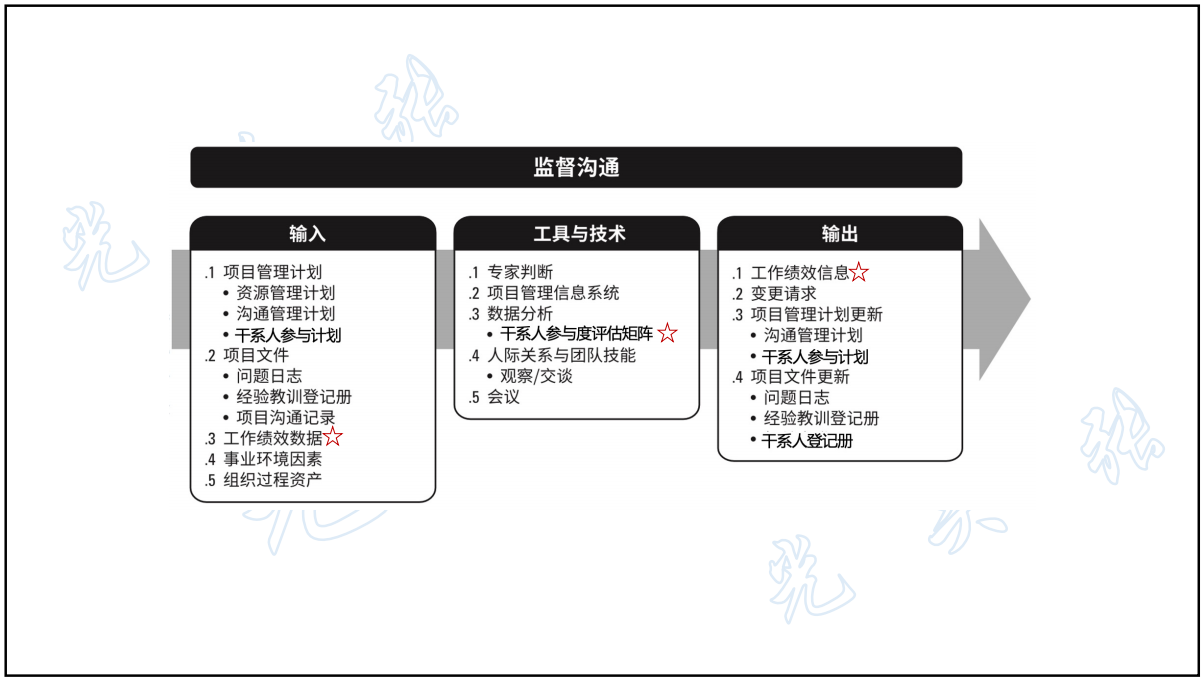 监督沟通
输入
.1 项目管理计划
• 资源管理计划
• 沟通管理计划
• 干系人参与计划
.2 项目文件
• 问题日志
• 经验教训登记册
• 项目沟通记录
.3 工作绩效数据☆
.4 事业环境因素
.5 组织过程资产
工具与技术
.1 专家判断
.2 项目管理信息系统
.3 数据分析
• 干系人参与度评估矩阵 ☆
.4 人际关系与团队技能
• 观察/交谈
.5 会议
输出
.1 工作绩效信息☆
.2 变更请求
.3 项目管理计划更新
• 沟通管理计划
• 干系人参与计划
.4 项目文件更新
• 问题日志
• 经验教训登记册
• 干系人登记册